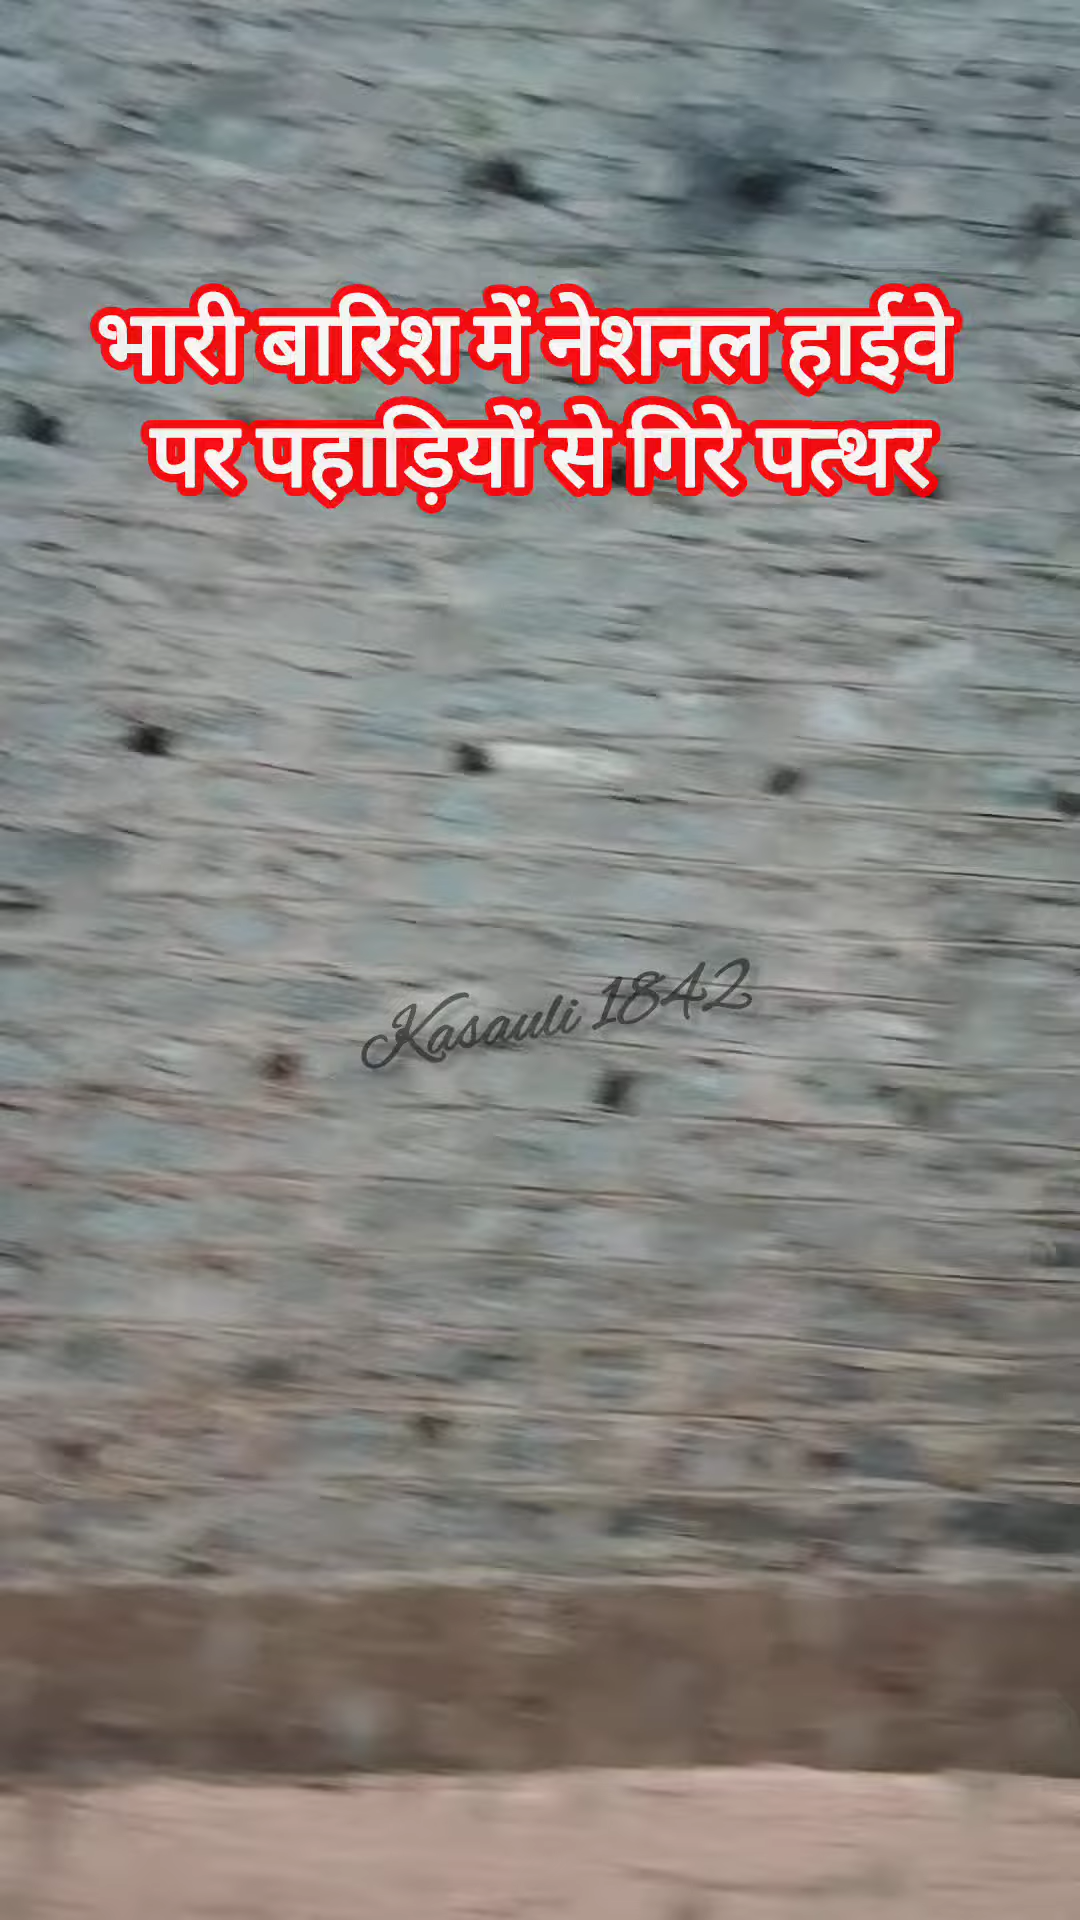 भारी बारिश में नेशनल हाईवे
पर पहाड़ियों से गिरे पत्थर
Kasauli 1842